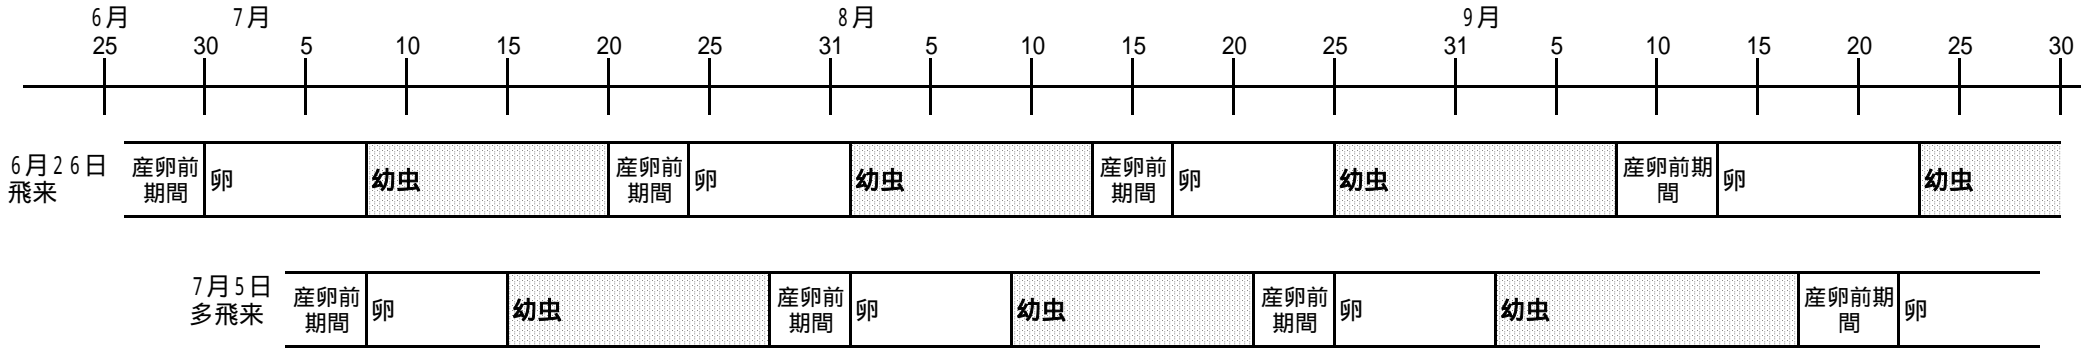 6月 7月 8月 9月
25 30 5 10 15 20 25 31 5 10 15 20 25 31 5 10 15 20 25 30
6月26日
飛来
産卵前
期間
卵
幼虫
産卵前
期間
卵
幼虫
産卵前
期間
卵
幼虫
産卵前期
間
卵
幼虫
7月5日
多飛来
産卵前
期間
卵
幼虫
産卵前
期間
卵
幼虫
産卵前
期間
卵
幼虫
産卵前期
間
卵